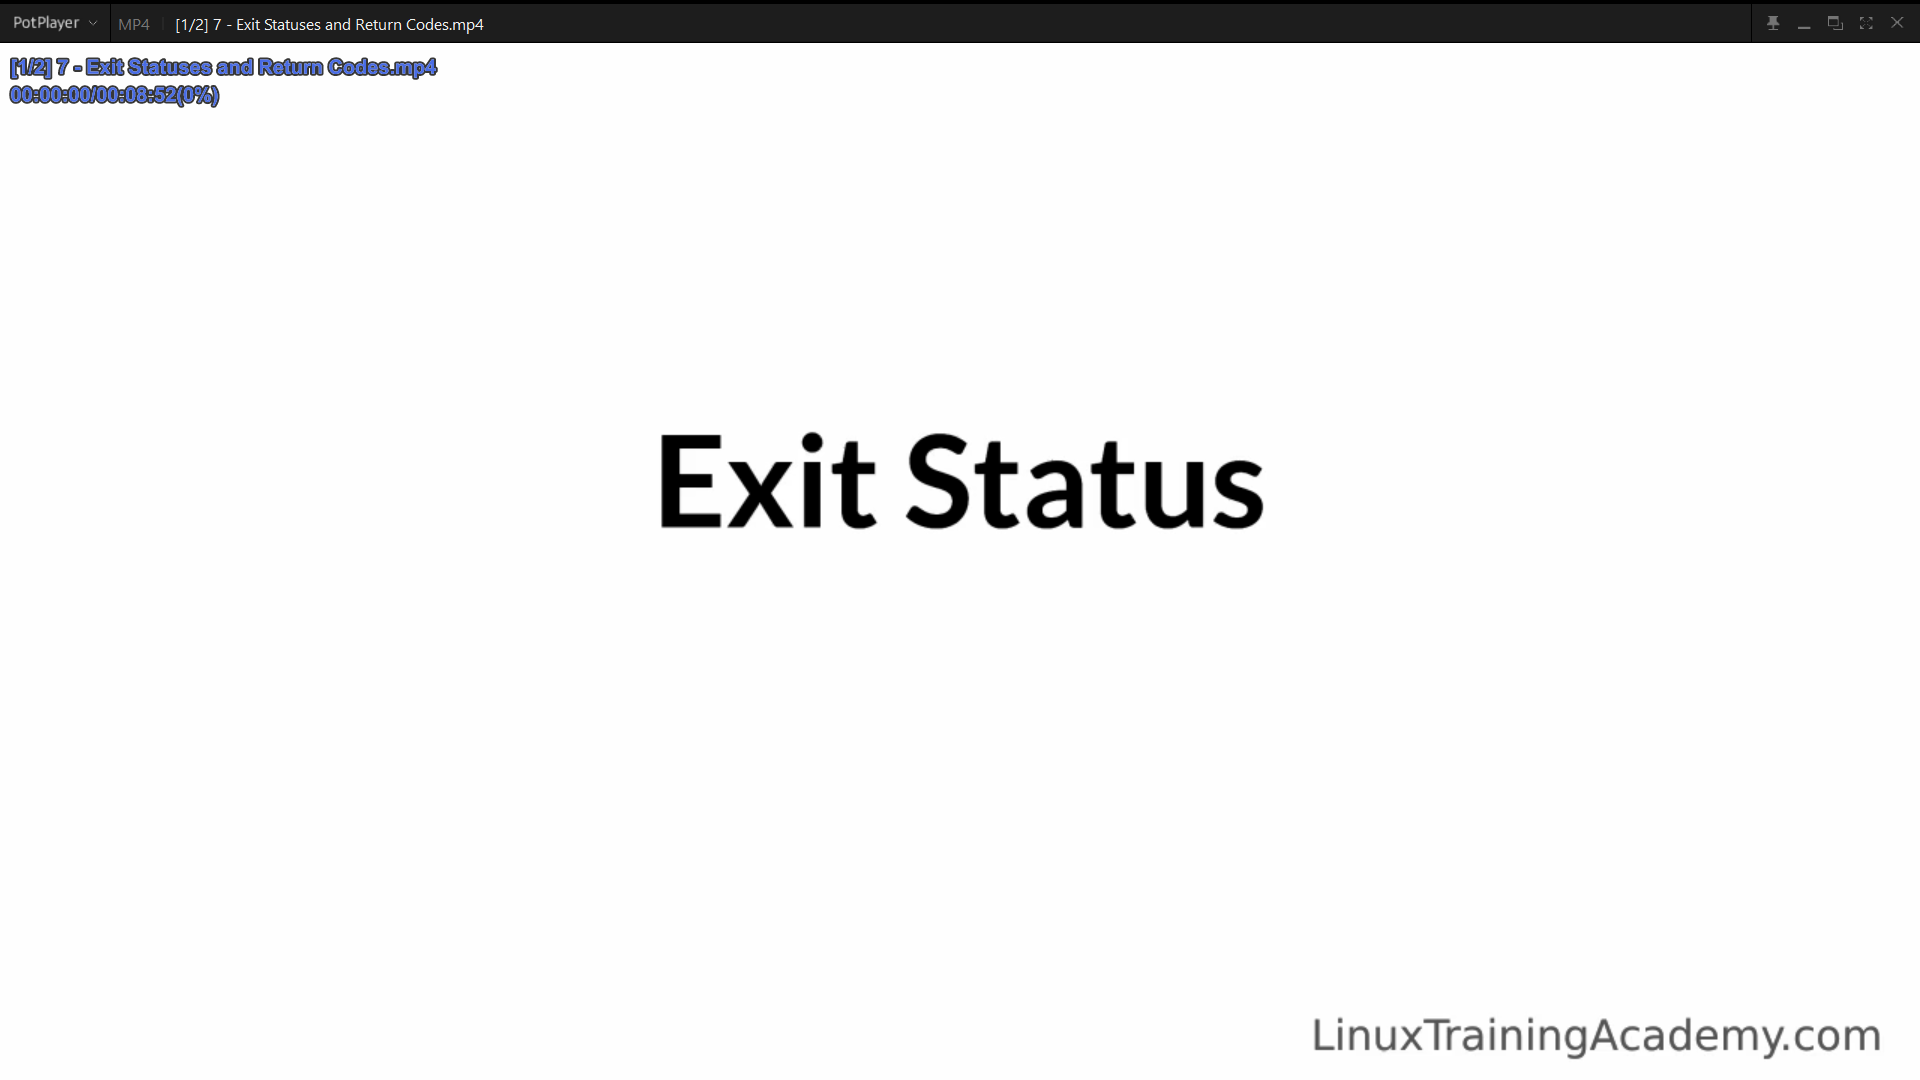 PotPlayer MP4 [1/2] 7 - Exit Statuses and Return Codes.mp4
[1/2] 7 - Exit Statuses and Return Codes.mp4
00:00:00/00:08:52(0%)
Exit Status
LinuxTrainingAcademy.com